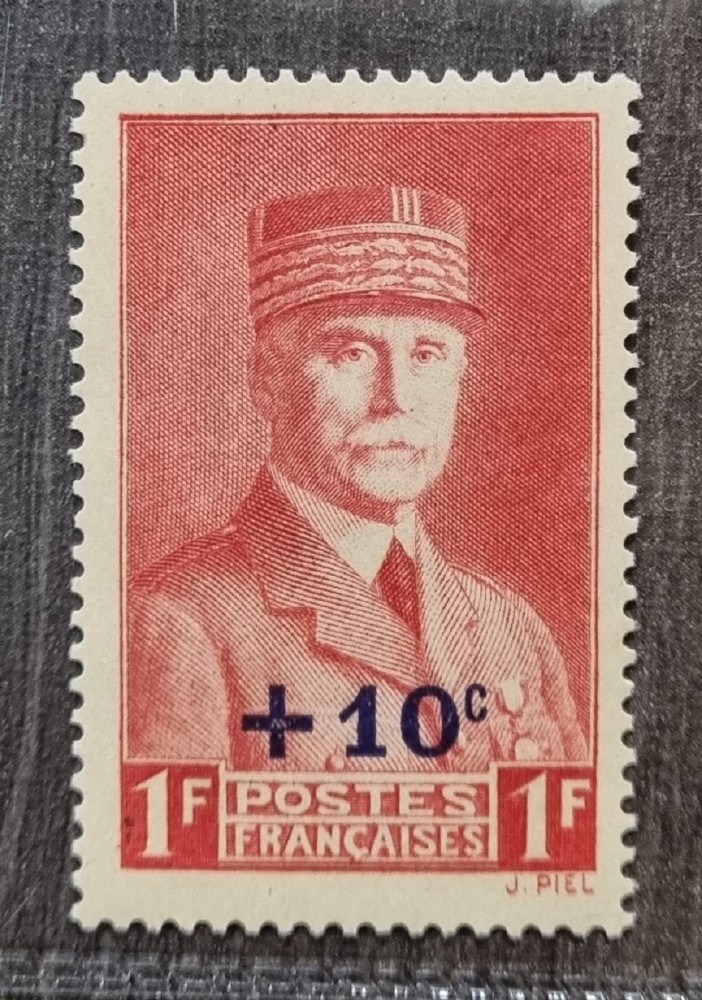 +10c
1F POSTES FRANÇAISES 1F
J. PIEL